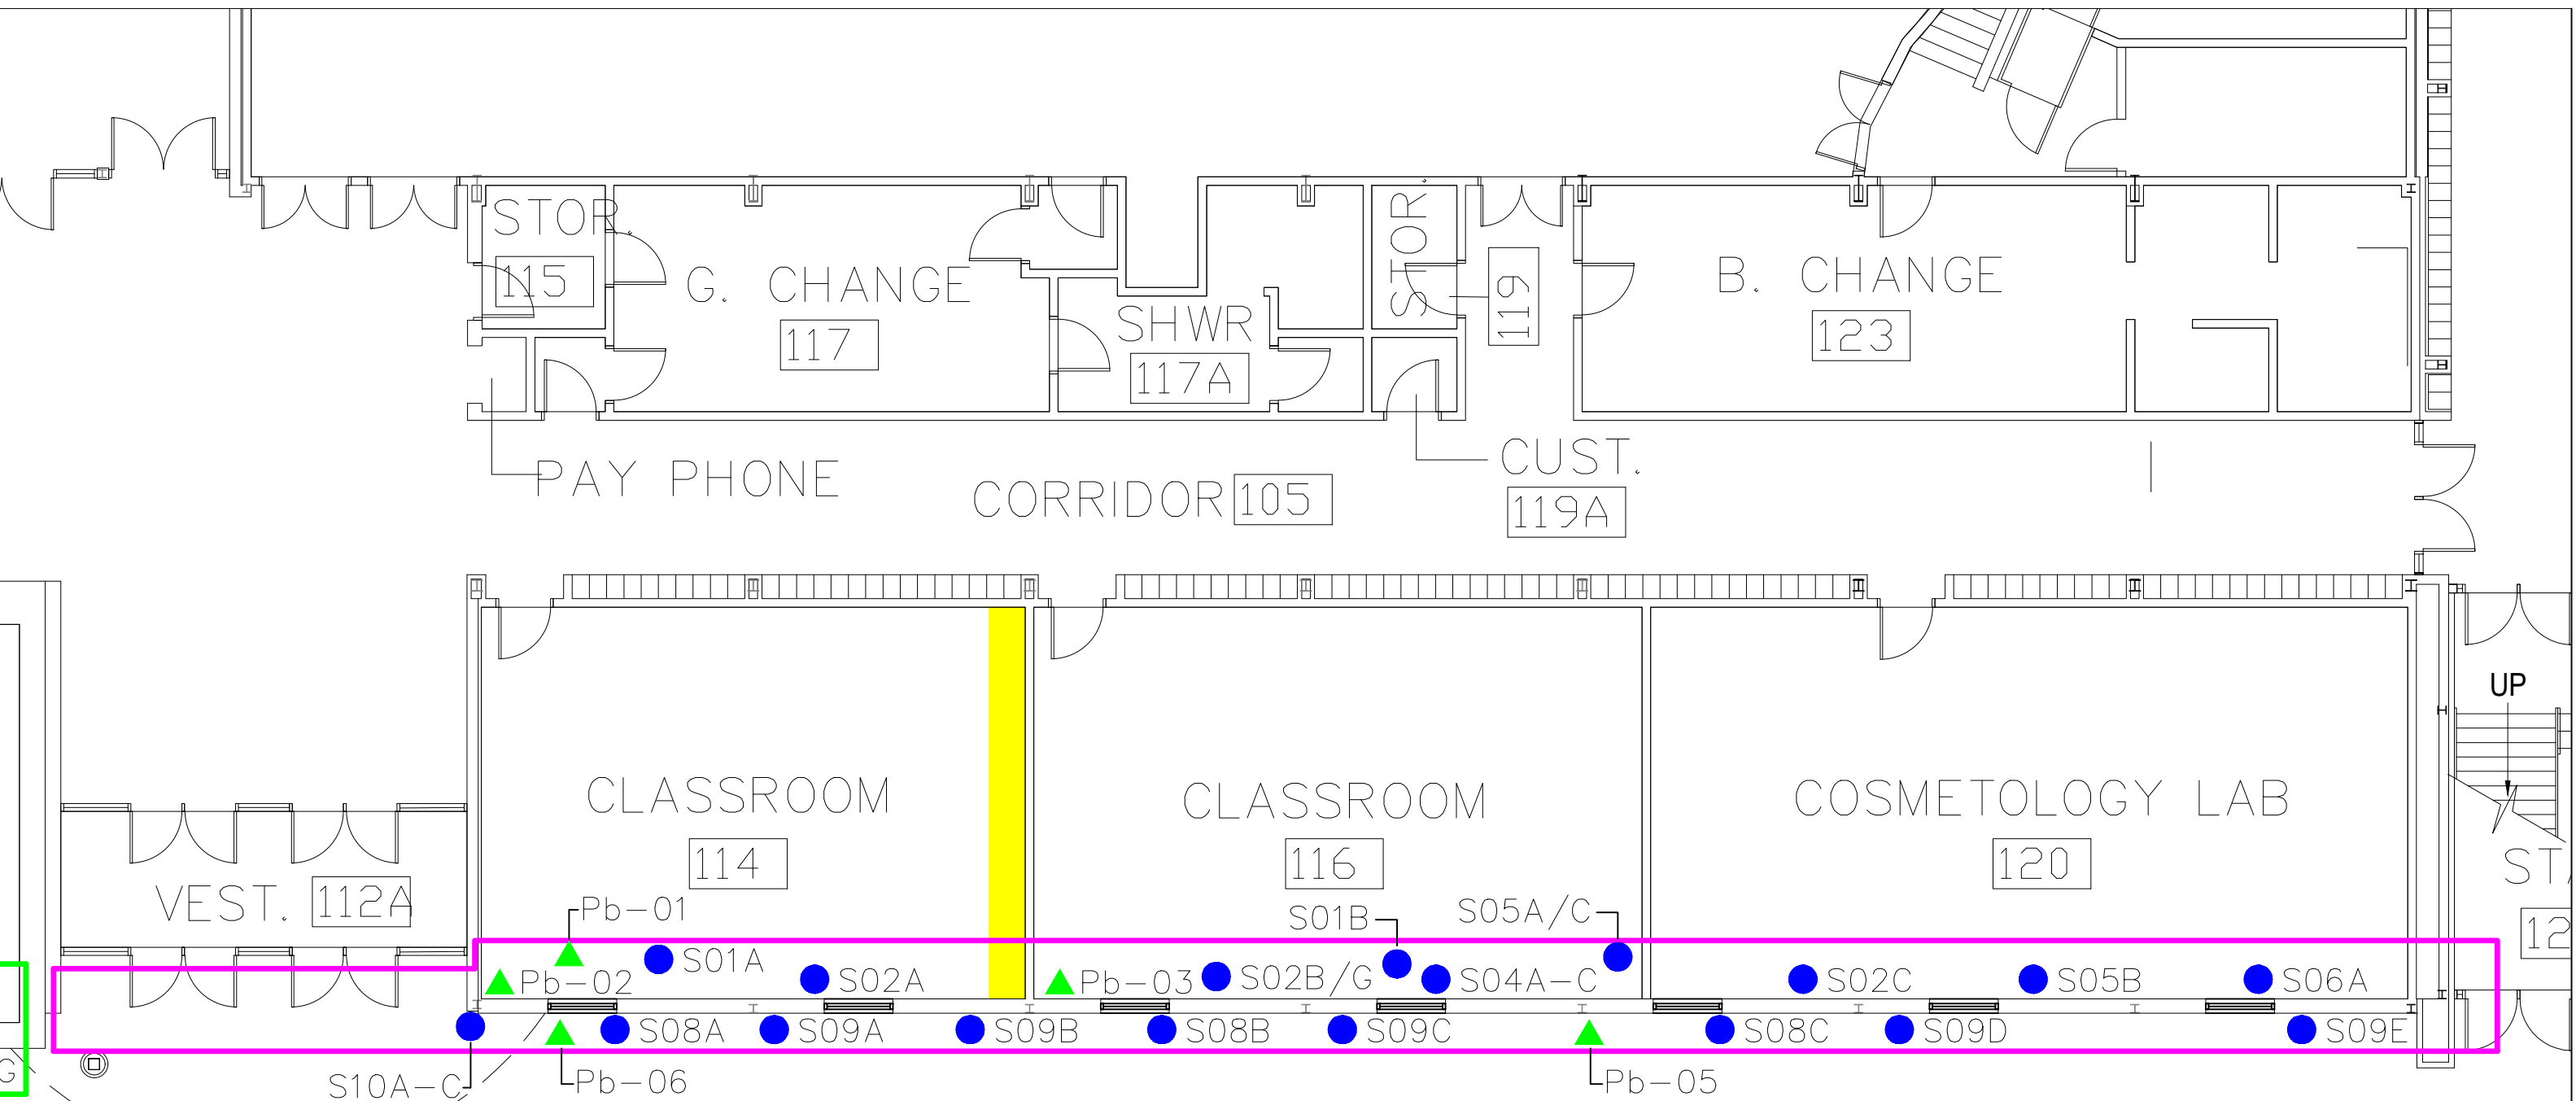 STOR.
115
G. CHANGE
117
SHWR
117A
STOR.
119
B. CHANGE
123
PAY PHONE
CORRIDOR 105
CUST.
119A
UP
CLASSROOM
114
CLASSROOM
116
COSMETOLOGY LAB
120
VEST. 112A
Pb-01
S01B
S05A/C
Pb-02
S01A
S02A
Pb-03
S02B/G
S04A-C
S02C
S05B
S06A
S08A
S09A
S09B
S08B
S09C
S08C
S09D
S09E
S10A-C
Pb-06
Pb-05
G